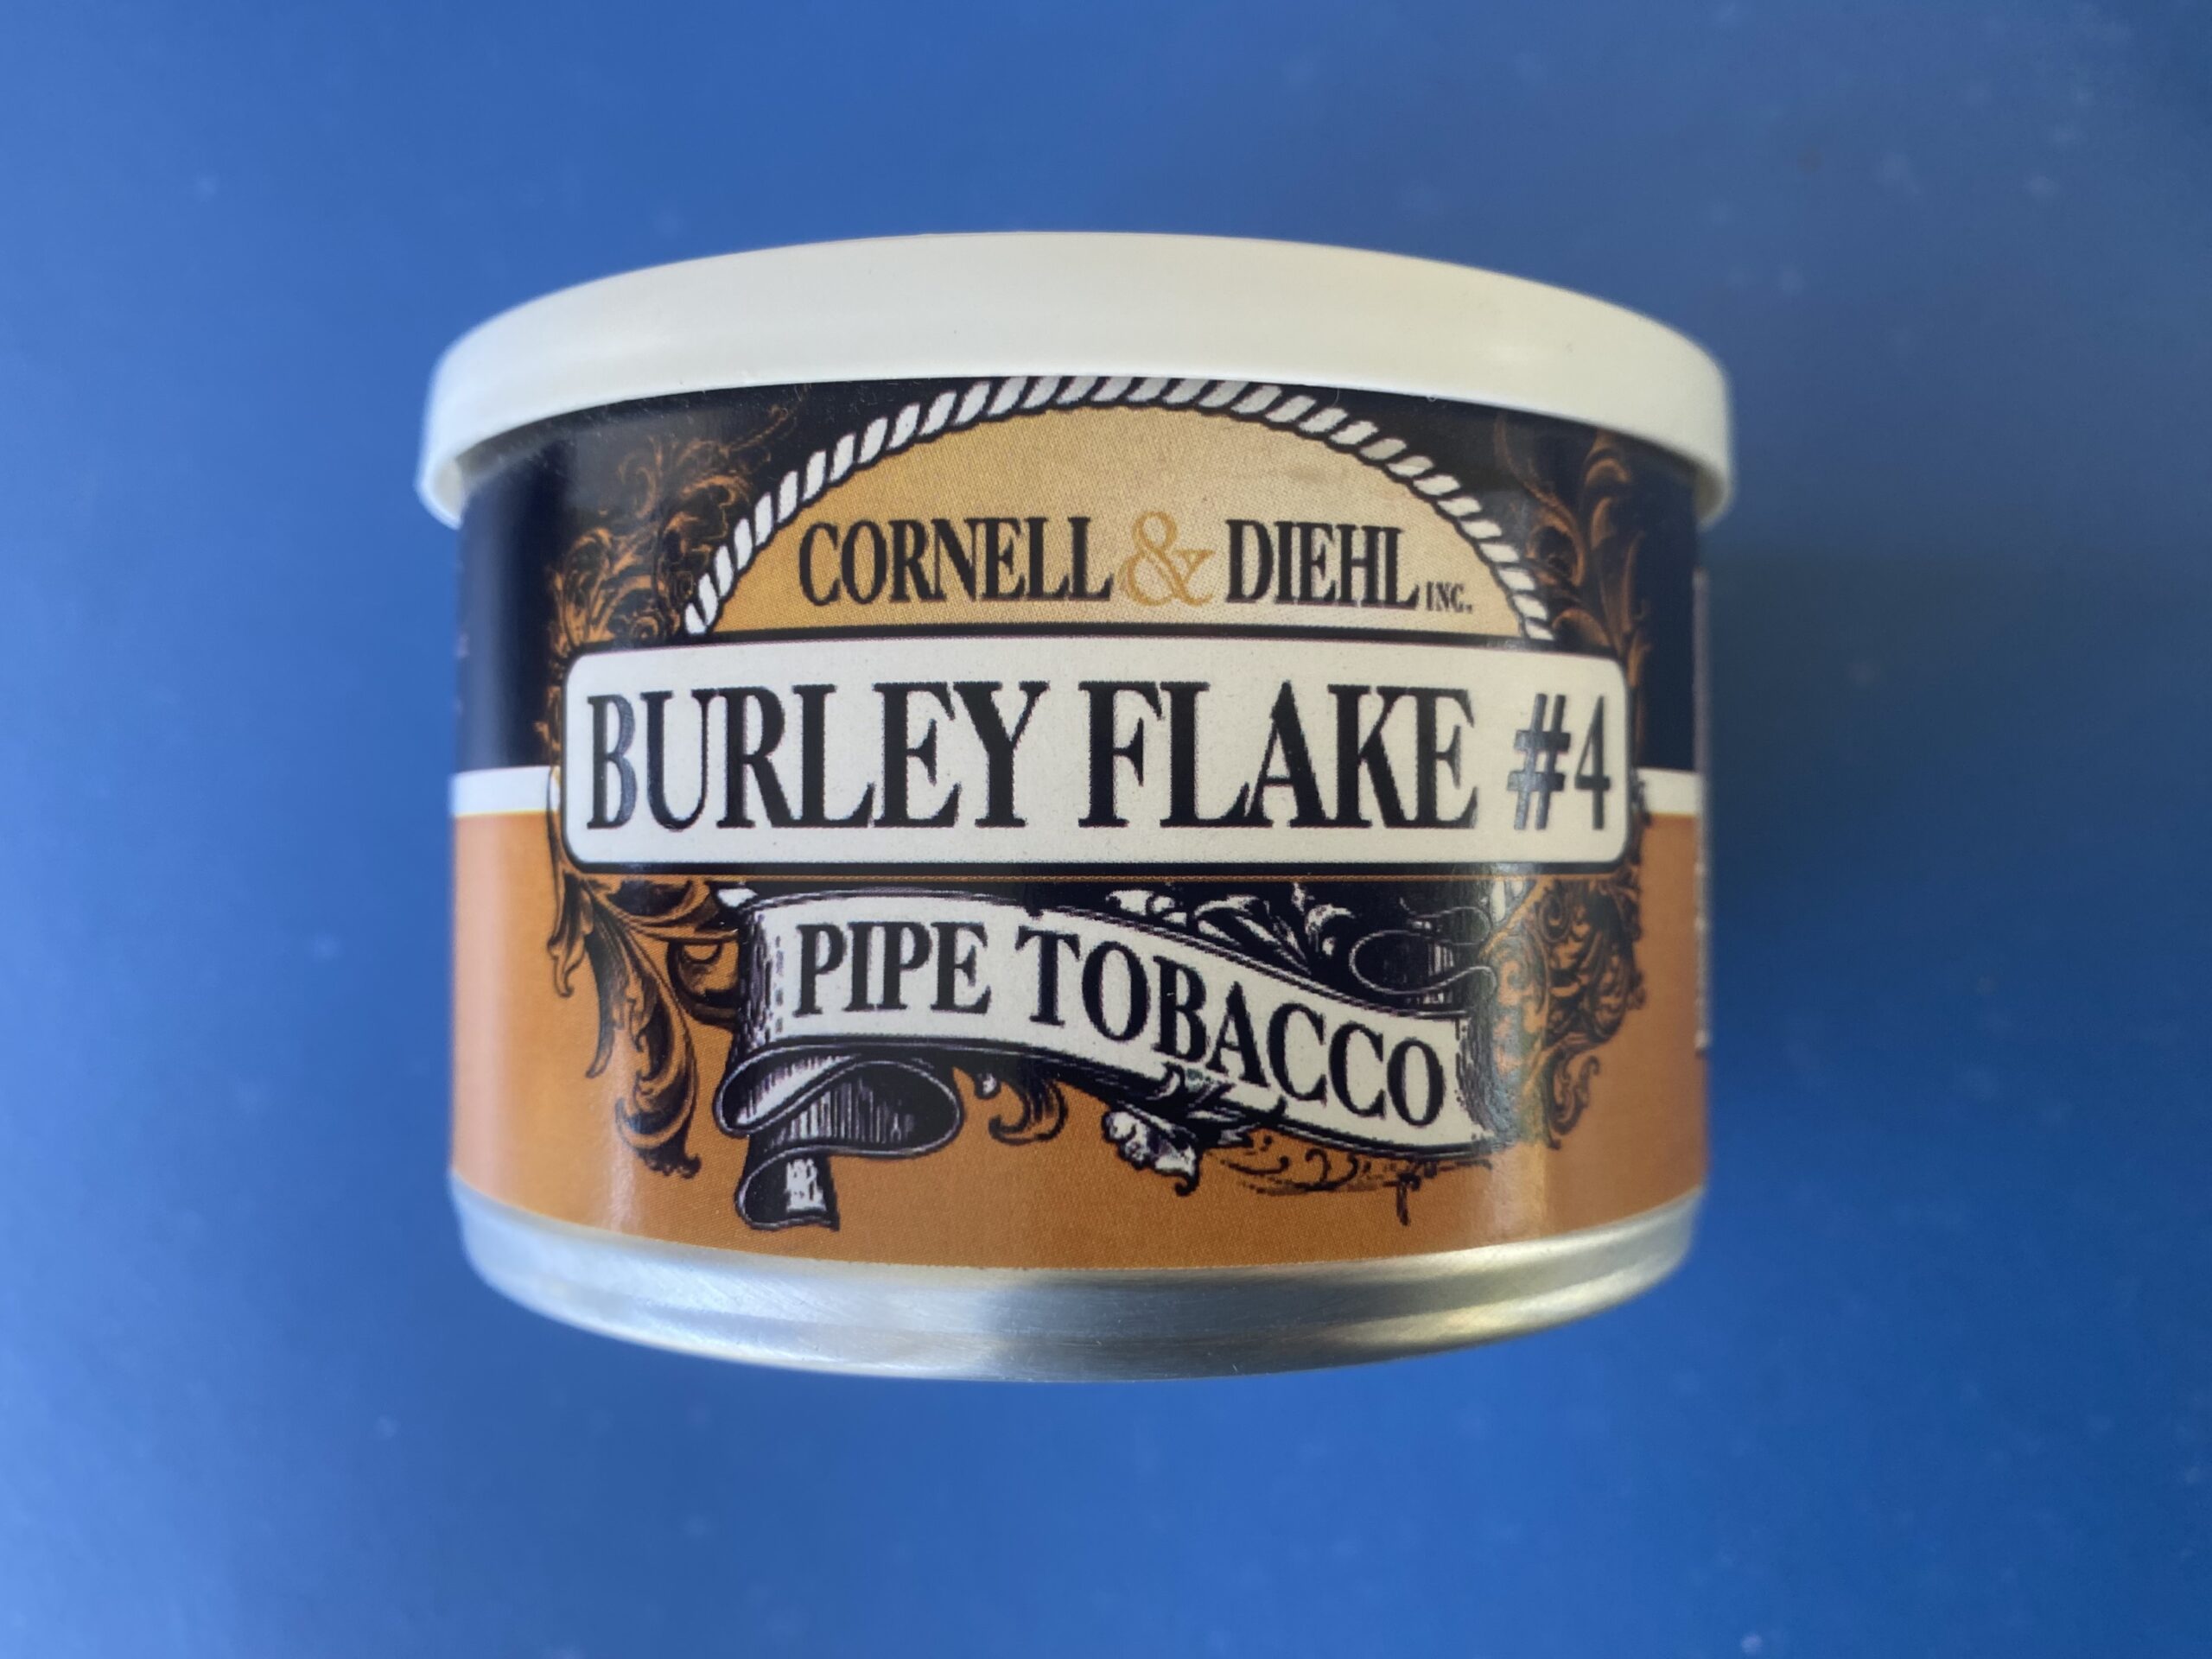 CORNELL & DIEHL INC.
BURLEY FLAKE #4
PIPE TOBACCO